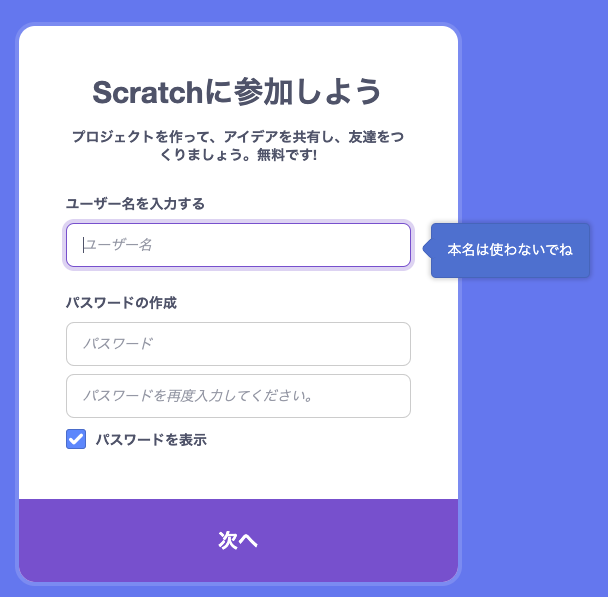 Scratchに参加しよう
プロジェクトを作って、アイデアを共有し、友達をつ
くりましょう。無料です!
ユーザー名を入力する
ユーザー名
本名は使わないでね
パスワードの作成
パスワード
パスワードを再度入力してください。
パスワードを表示
次へ